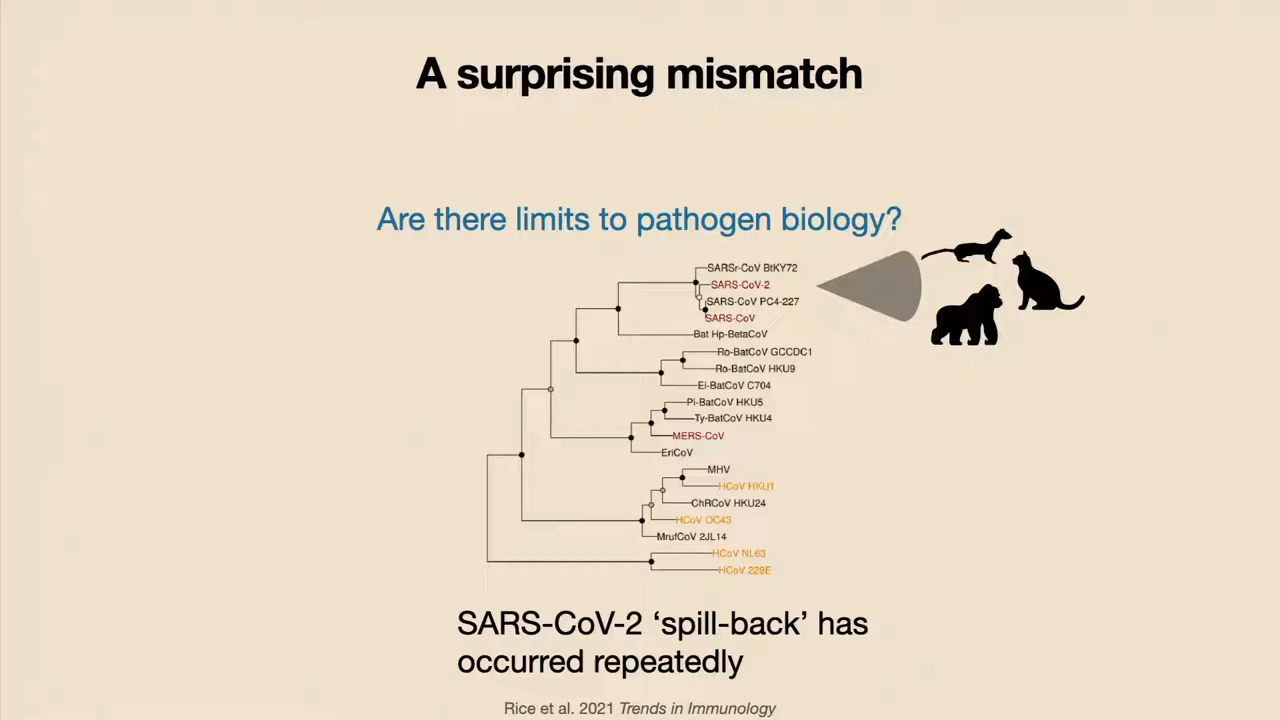 A surprising mismatch
Are there limits to pathogen biology?
SARSr-CoV BtKY72
SARS-CoV-2
SARS-CoV PC4-227
SARS-CoV
Bat Hp-BetaCoV
Ro-BatCoV GCCDC1
Ro-BatCoV HKU9
Ei-BatCoV C704
Pi-BatCoV HKU5
Ty-BatCoV HKU4
MERS-CoV
EriCoV
MHV
HCoV HKU1
ChRCoV HKU24
HCoV OC43
MrufCoV 2JL14
HCoV NL63
HCoV 229E
SARS-CoV-2 ‘spill-back’ has
occurred repeatedly
Rice et al. 2021 Trends in Immunology